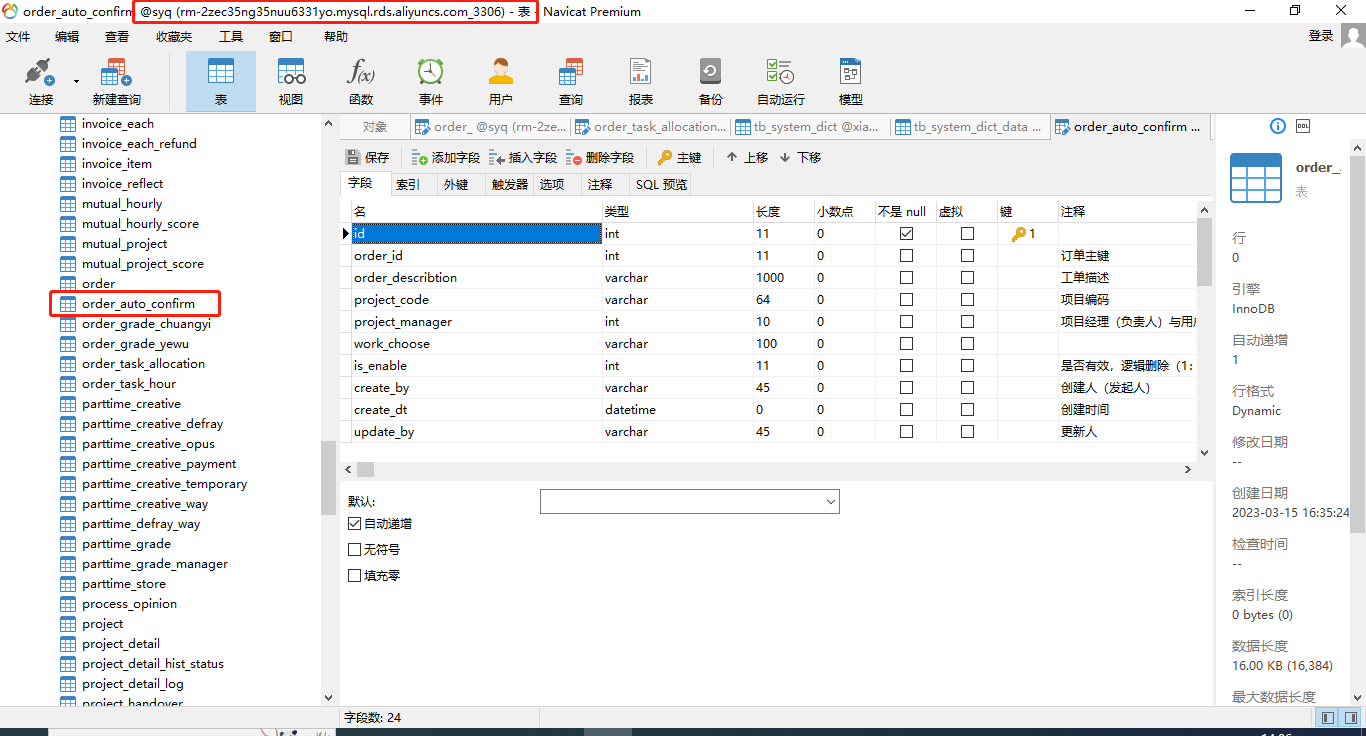 order_auto_confirm @syq (rm-2zec35ng35nuu6331yo.mysql.rds.aliyuncs.com_3306) - 表 - Navicat Premium
文件 编辑 查看 收藏夹 工具 窗口 帮助 登录
连接 新建查询 表 视图 函数 事件 用户 查询 报表 备份 自动运行 模型
f(x)
对象 order_ @syq (rm-2ze... order_task_allocation... tb_system_dict @xia... tb_system_dict_data ... order_auto_confirm ...
DDL
保存 添加字段 插入字段 删除字段 主键 上移 下移
字段 索引 外键 触发器 选项 注释 SQL 预览
名 类型 长度 小数点 不是 null 虚拟 键 注释
id int 11 0 1
order_id int 11 0 订单主键
order_describtion varchar 1000 0 工单描述
project_code varchar 64 0 项目编码
project_manager int 10 0 项目经理（负责人）与用户
work_choose varchar 100 0
is_enable int 11 0 是否有效，逻辑删除（1：
create_by varchar 45 0 创建人（发起人）
create_dt datetime 0 0 创建时间
update_by varchar 45 0 更新人
默认:
自动递增
无符号
填充零
invoice_each
invoice_each_refund
invoice_item
invoice_reflect
mutual_hourly
mutual_hourly_score
mutual_project
mutual_project_score
order
order_auto_confirm
order_grade_chuangyi
order_grade_yewu
order_task_allocation
order_task_hour
parttime_creative
parttime_creative_defray
parttime_creative_opus
parttime_creative_payment
parttime_creative_temporary
parttime_creative_way
parttime_defray_way
parttime_grade
parttime_grade_manager
parttime_store
process_opinion
project
project_detail
project_detail_hist_status
project_detail_log
project_handover
order_
表
行
0
引擎
InnoDB
自动递增
1
行格式
Dynamic
修改日期
--
创建日期
2023-03-15 16:35:24
检查时间
--
索引长度
0 bytes (0)
数据长度
16.00 KB (16,384)
最大数据长度
字段数: 24